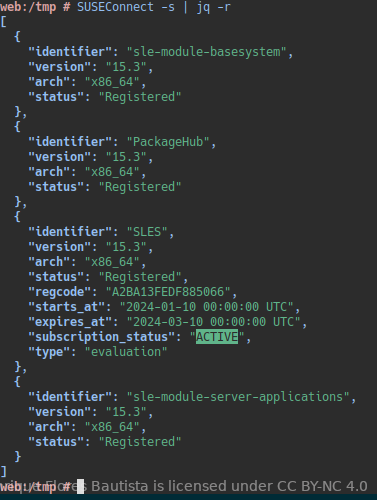 web:/tmp # SUSEConnect -s | jq -r
[
  {
    "identifier": "sle-module-basesystem",
    "version": "15.3",
    "arch": "x86_64",
    "status": "Registered"
  },
  {
    "identifier": "PackageHub",
    "version": "15.3",
    "arch": "x86_64",
    "status": "Registered"
  },
  {
    "identifier": "SLES",
    "version": "15.3",
    "arch": "x86_64",
    "status": "Registered",
    "regcode": "A2BA13FEDF885066",
    "starts_at": "2024-01-10 00:00:00 UTC",
    "expires_at": "2024-03-10 00:00:00 UTC",
    "subscription_status": "ACTIVE",
    "type": "evaluation"
  },
  {
    "identifier": "sle-module-server-applications",
    "version": "15.3",
    "arch": "x86_64",
    "status": "Registered"
  }
]
web:/tmp #
Bautista is licensed under CC BY-NC 4.0